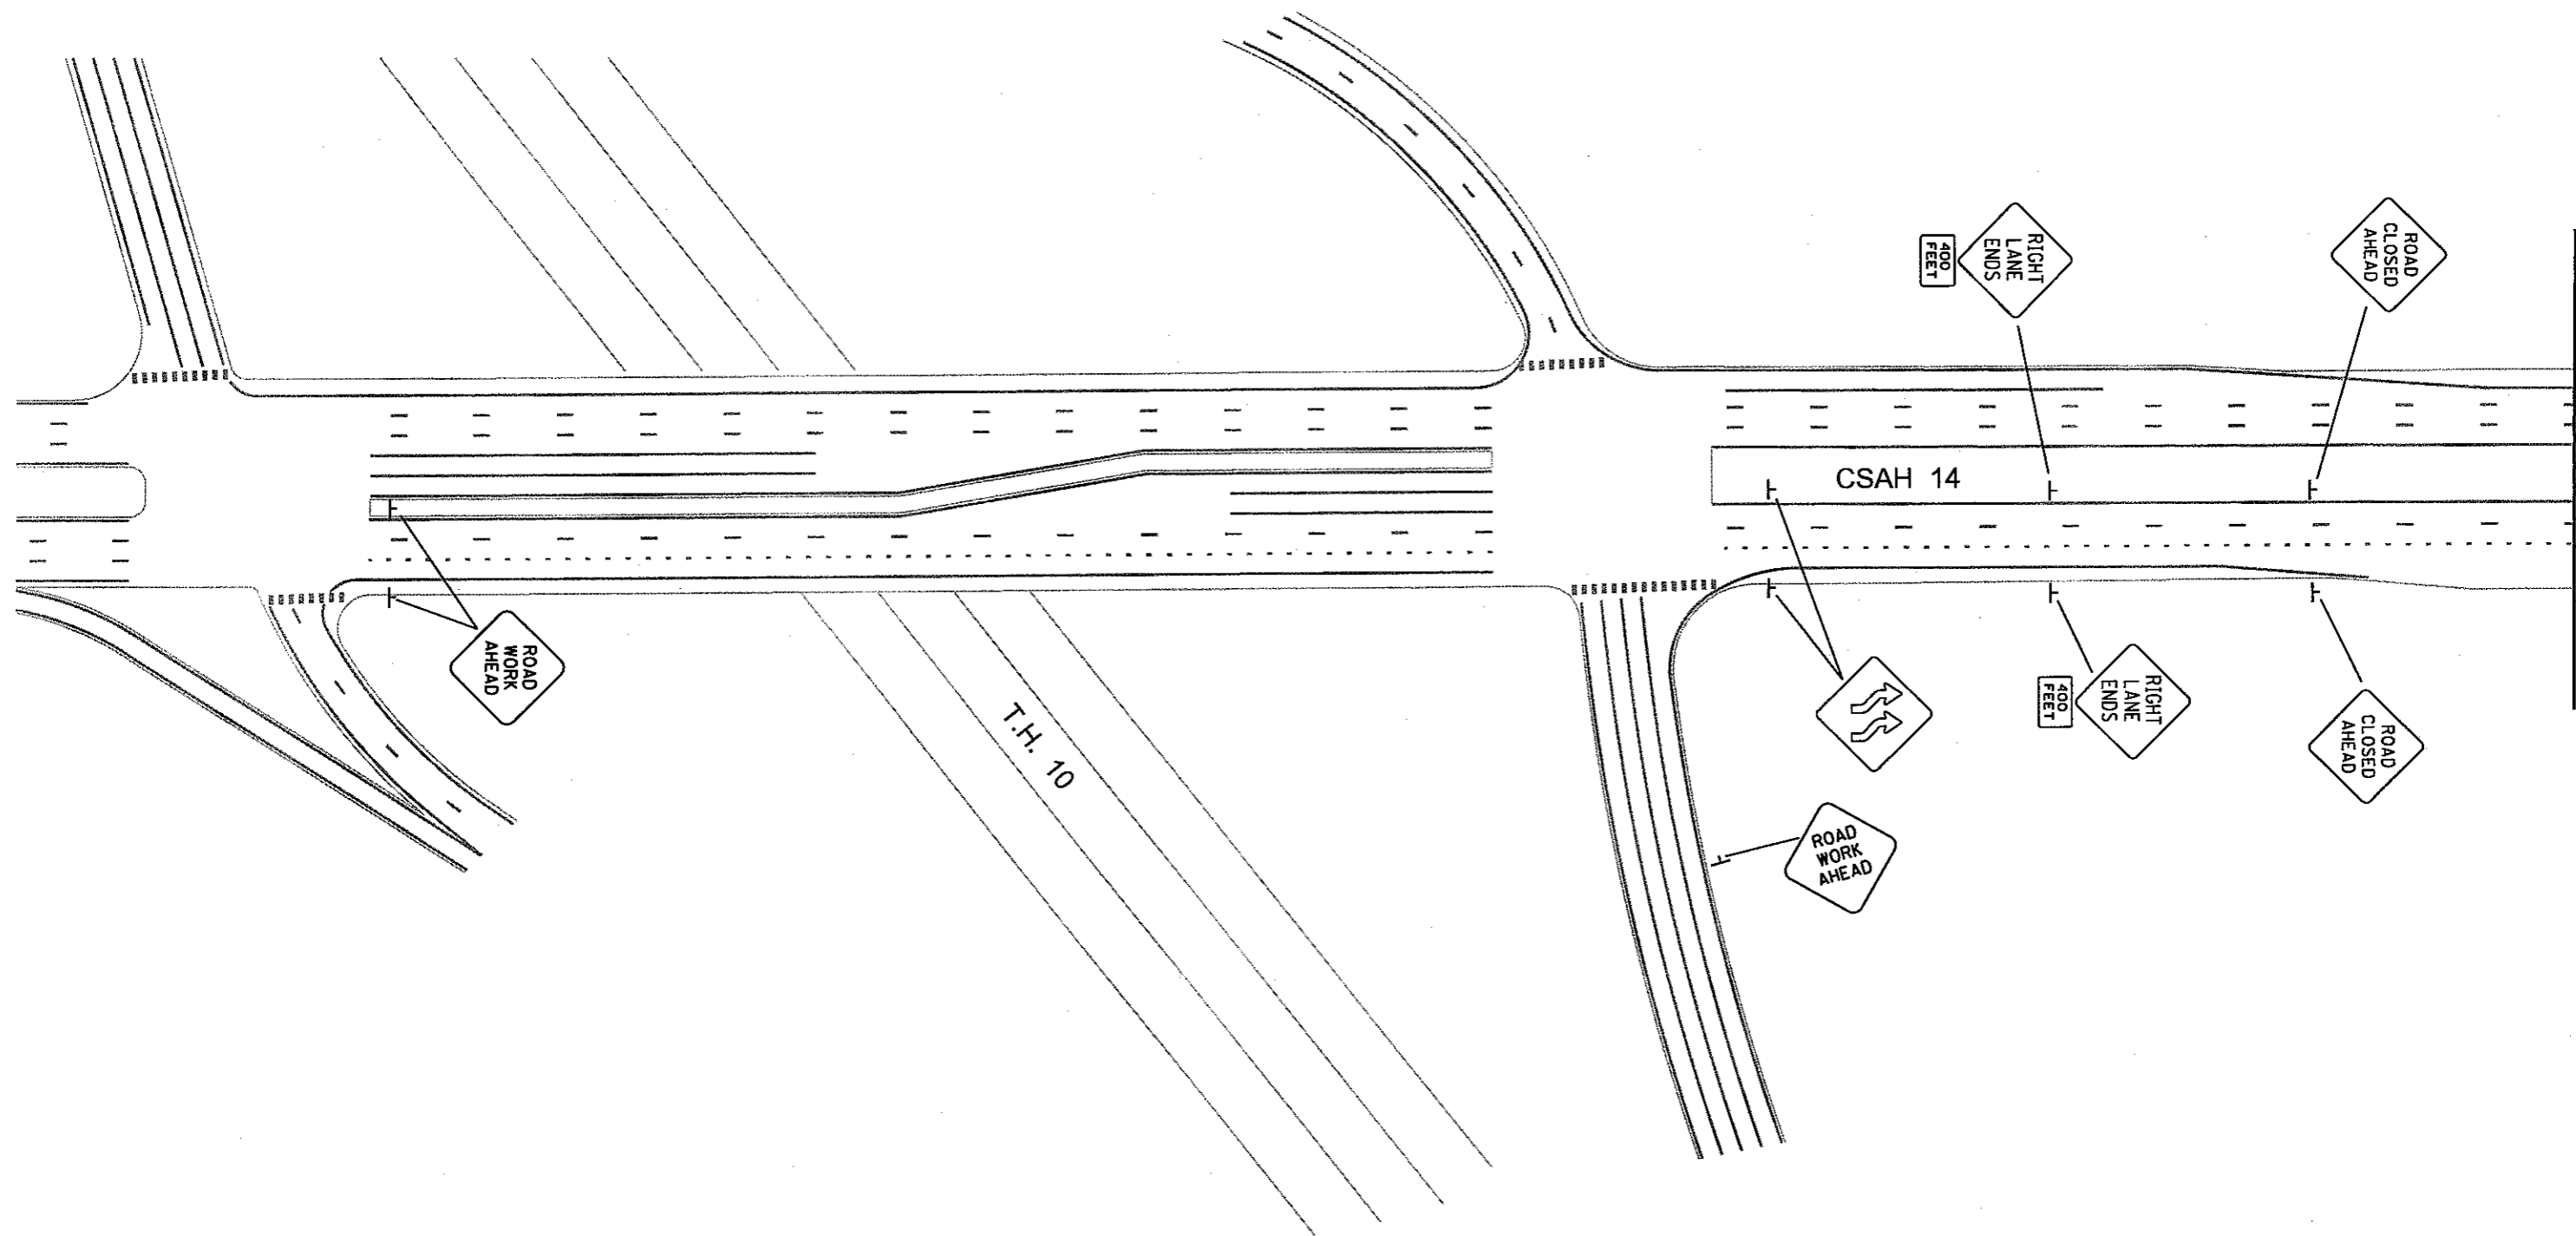 RIGHT
LANE
ENDS
400
FEET
ROAD
CLOSED
AHEAD
CSAH 14
ROAD
WORK
AHEAD
T.H. 10
RIGHT
LANE
ENDS
400
FEET
ROAD
CLOSED
AHEAD
ROAD
WORK
AHEAD